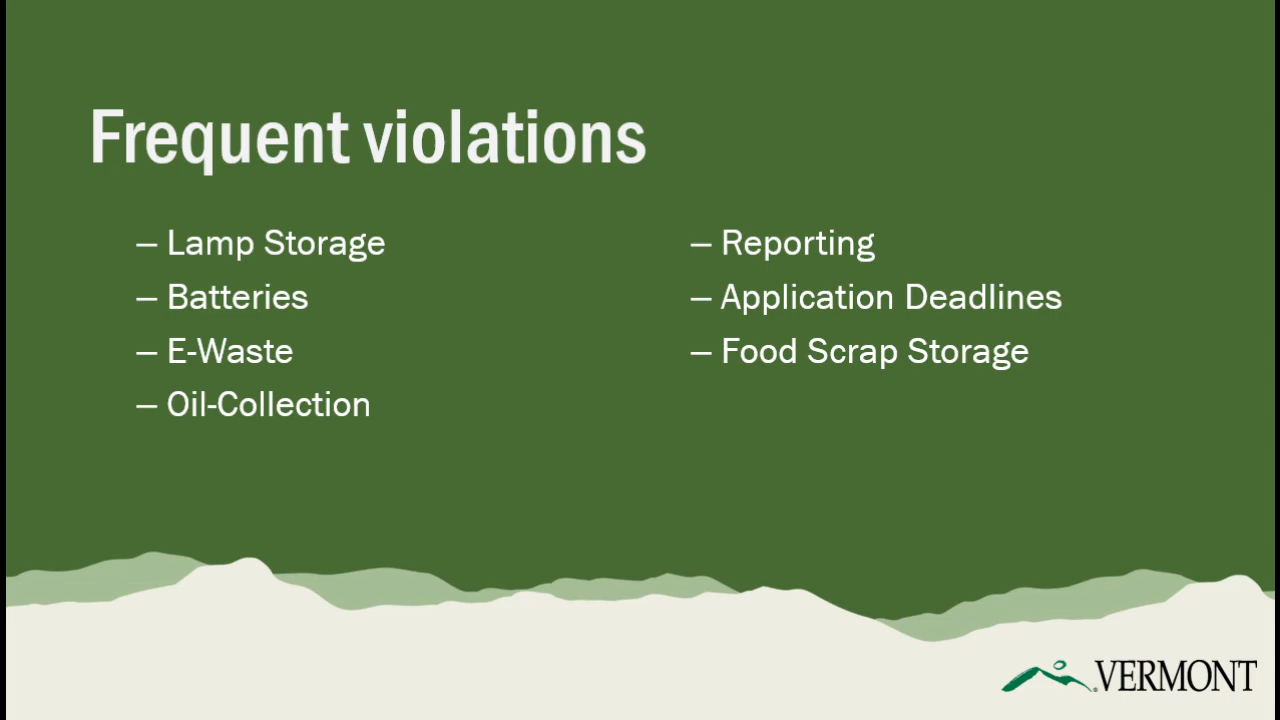 Frequent violations
– Lamp Storage
– Batteries
– E-Waste
– Oil-Collection
– Reporting
– Application Deadlines
– Food Scrap Storage
VERMONT